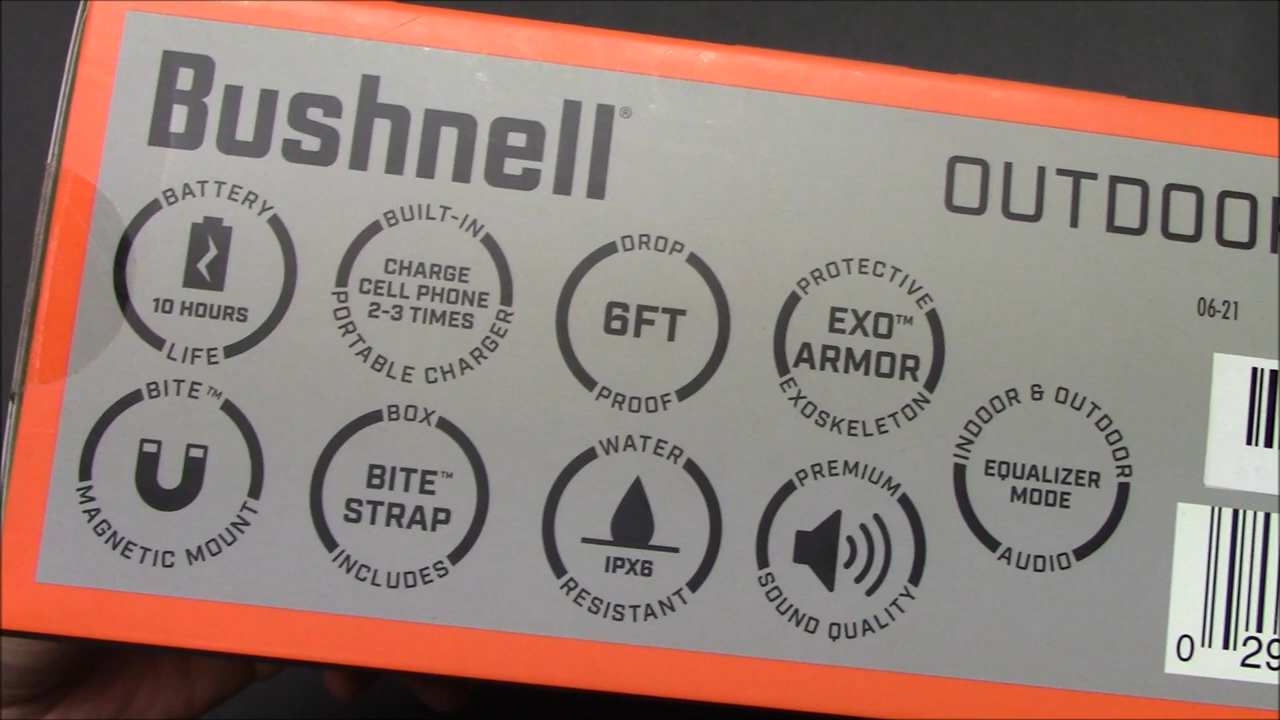 Bushnell®
OUTDOO
06-21
BATTERY
10 HOURS
LIFE
BUILT-IN
CHARGE
CELL PHONE
2-3 TIMES
PORTABLE CHARGER
DROP
6FT
PROOF
PROTECTIVE
EXO™
ARMOR
EXOSKELETON
INDOOR & OUTDOOR
EQUALIZER
MODE
AUDIO
BITE™
MAGNETIC MOUNT
BOX
BITE™
STRAP
INCLUDES
WATER
IPX6
RESISTANT
PREMIUM
SOUND QUALITY
0 29